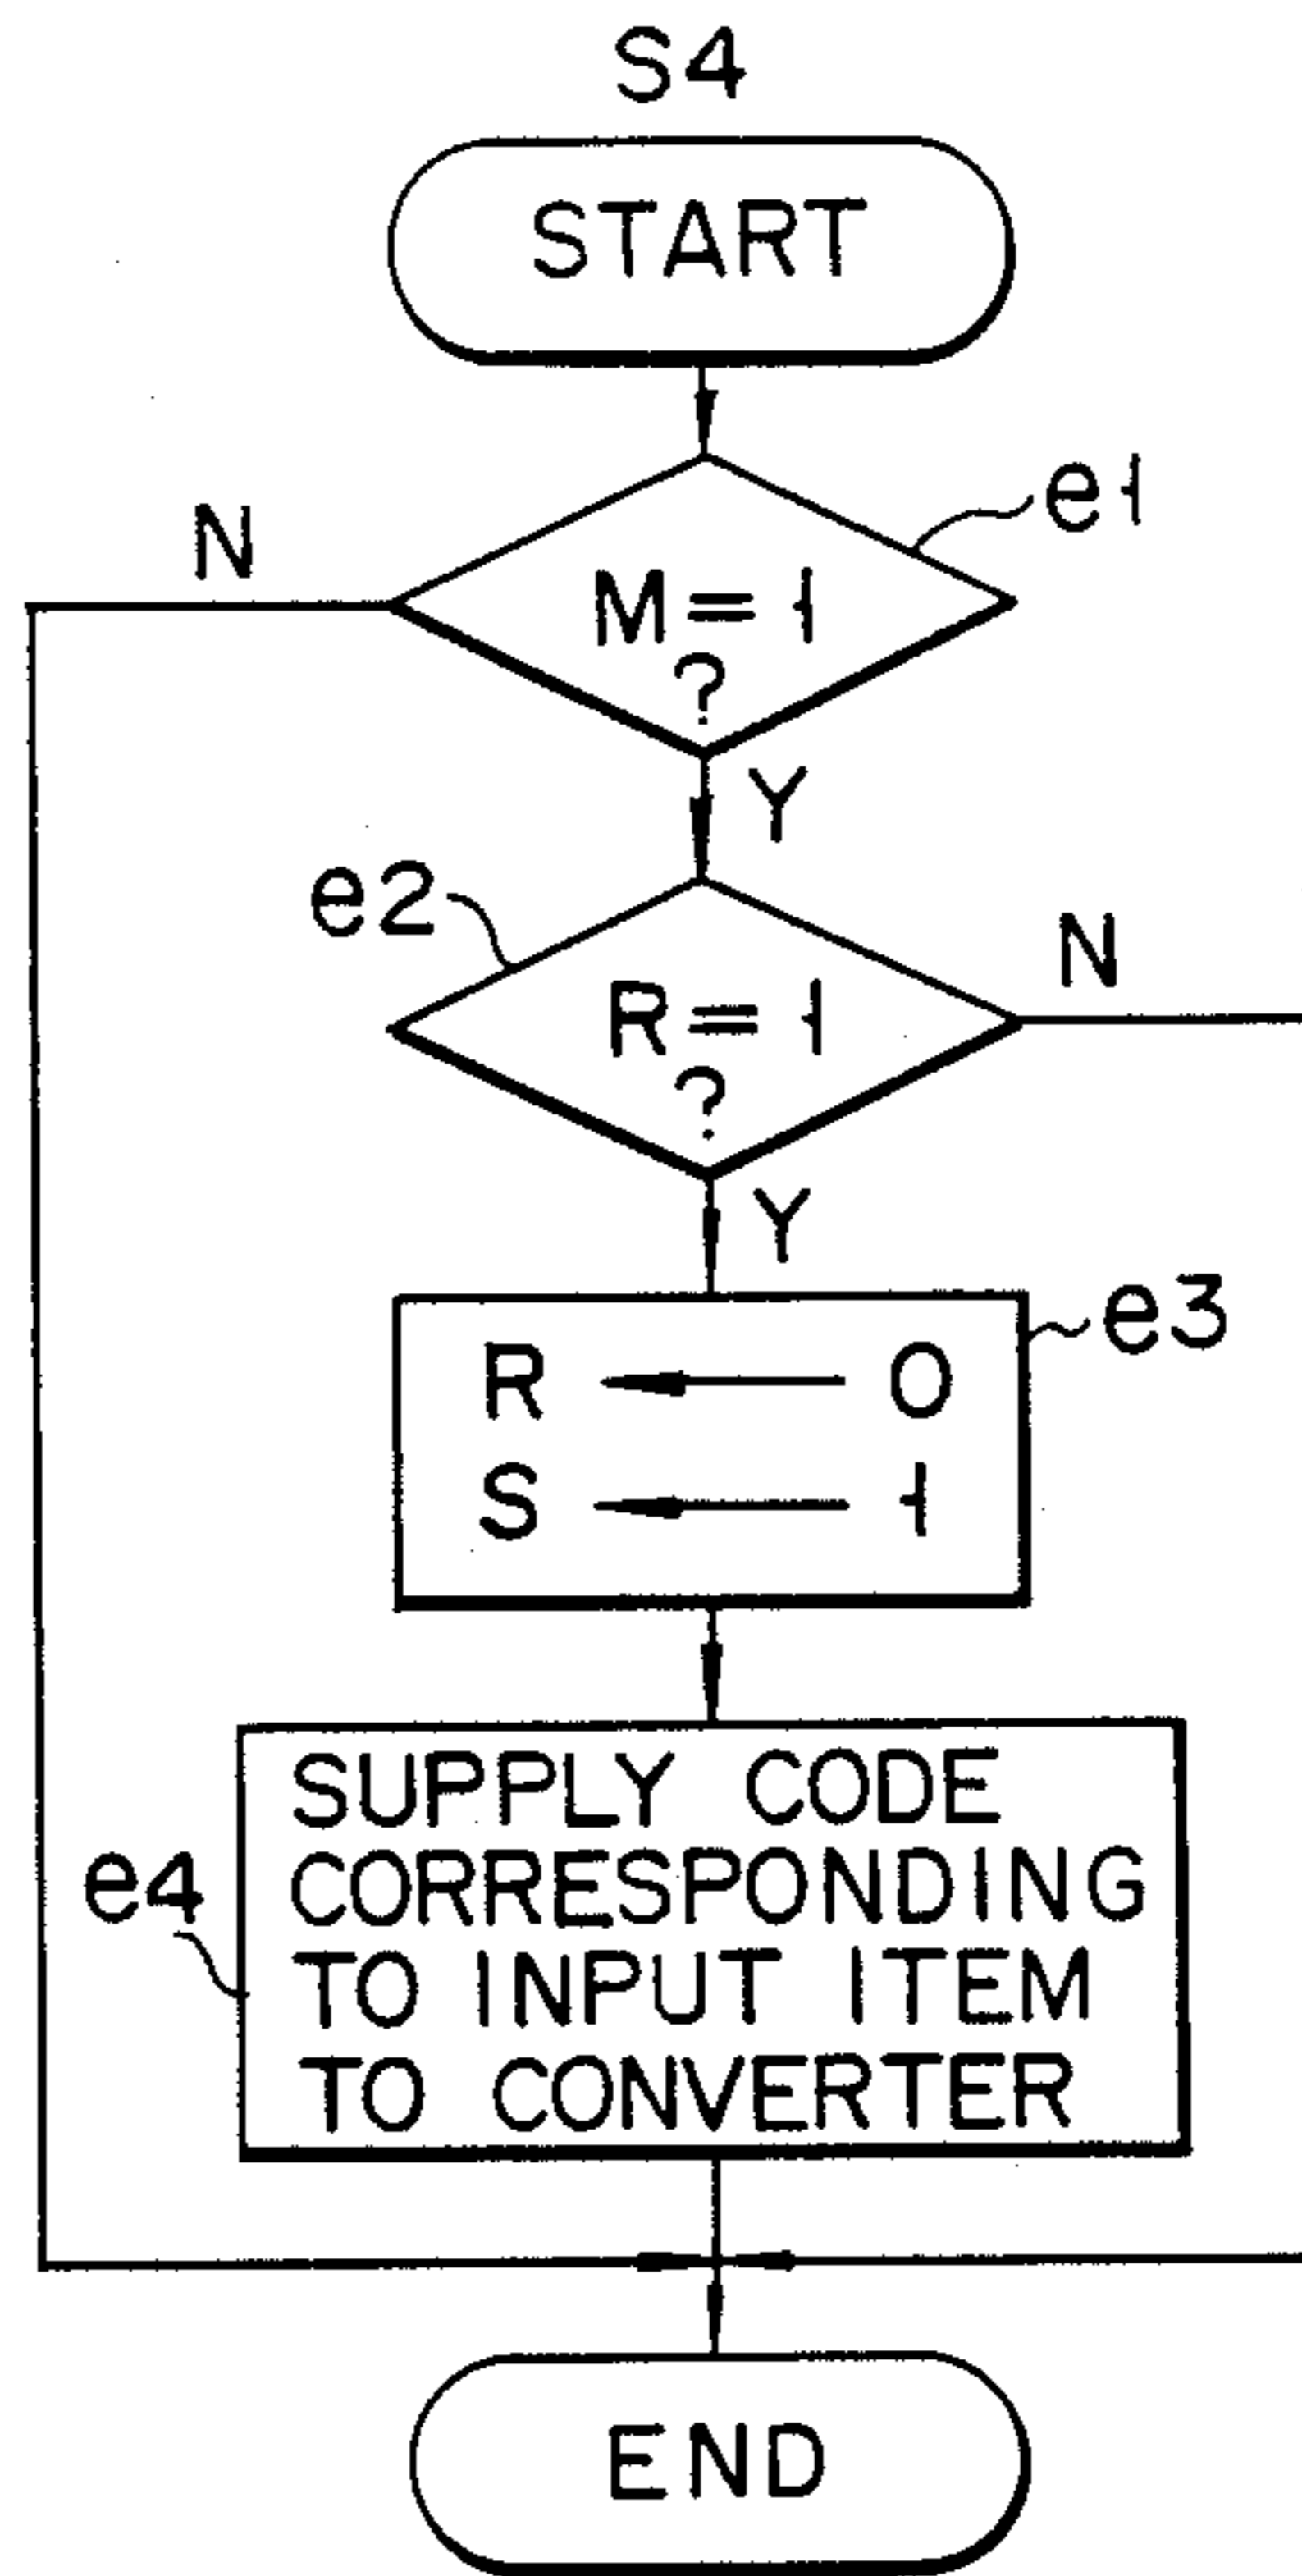 S4
START
e1
N
M=1
?
Y
e2
N
R=1
?
Y
e3
R ← 0
S ← 1
e4
SUPPLY CODE
CORRESPONDING
TO INPUT ITEM
TO CONVERTER
END